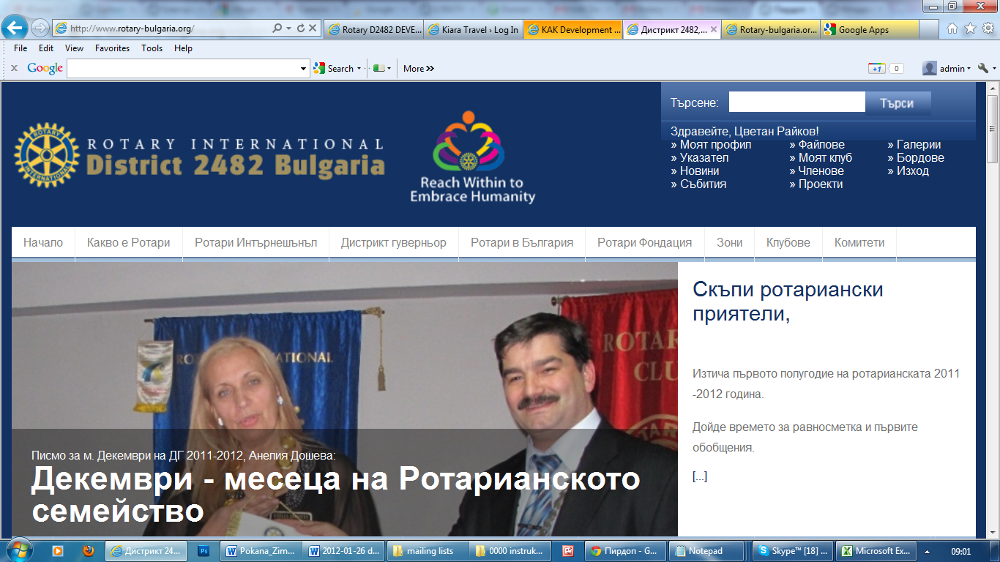 http://www.rotary-bulgaria.org/
Rotary D2482 DEVE...
Kiara Travel › Log In
KAK Development ...
Дистрикт 2482,...
Rotary-bulgaria.or...
Google Apps
File Edit View Favorites Tools Help
x Google Search More »
+1 0 admin
Търсене: Търси
ROTARY INTERNATIONAL
District 2482 Bulgaria
Reach Within to
Embrace Humanity
Здравейте, Цветан Райков!
» Моят профил » Файлове » Галерии
» Указател » Моят клуб » Бордове
» Новини » Членове » Изход
» Събития » Проекти
Начало Какво е Ротари Ротари Интърнешънъл Дистрикт гуверньор Ротари в България Ротари Фондация Зони Клубове Комитети
Скъпи ротариански
приятели,
Изтича първото полугодие на ротарианската 2011
-2012 година.
Дойде времето за равносметка и първите
обобщения.
[...]
Писмо за м. Декември на ДГ 2011-2012, Анелия Дошева:
Декември - месеца на Ротарианското
семейство
Дистрикт 24...
Ps
Pokana_Zim...
2012-01-26 d...
mailing lists
0000 instruk...
Пирдоп - G...
Notepad
Skype™ [18] ...
Microsoft Ex...
09:01